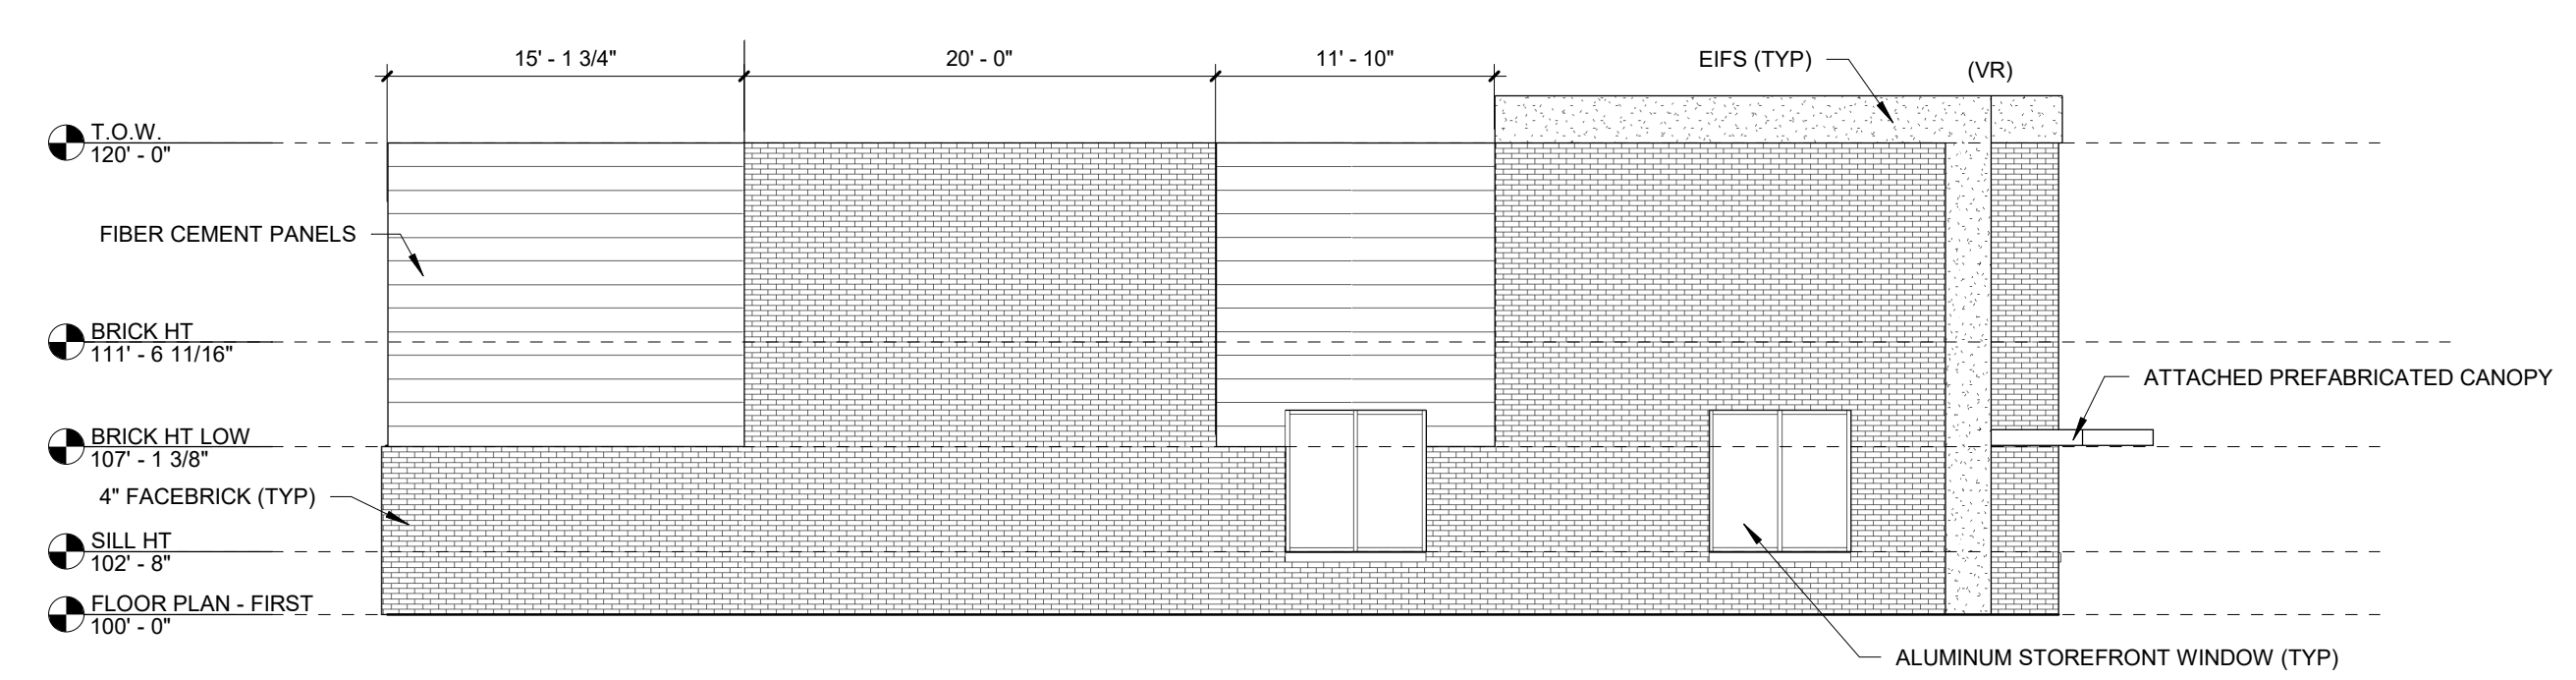 15' - 1 3/4"
20' - 0"
11' - 10"
EIFS (TYP)
(VR)
T.O.W.
120' - 0"
FIBER CEMENT PANELS
BRICK HT
111' - 6 11/16"
ATTACHED PREFABRICATED CANOPY
BRICK HT LOW
107' - 1 3/8"
4" FACEBRICK (TYP)
SILL HT
102' - 8"
FLOOR PLAN - FIRST
100' - 0"
ALUMINUM STOREFRONT WINDOW (TYP)